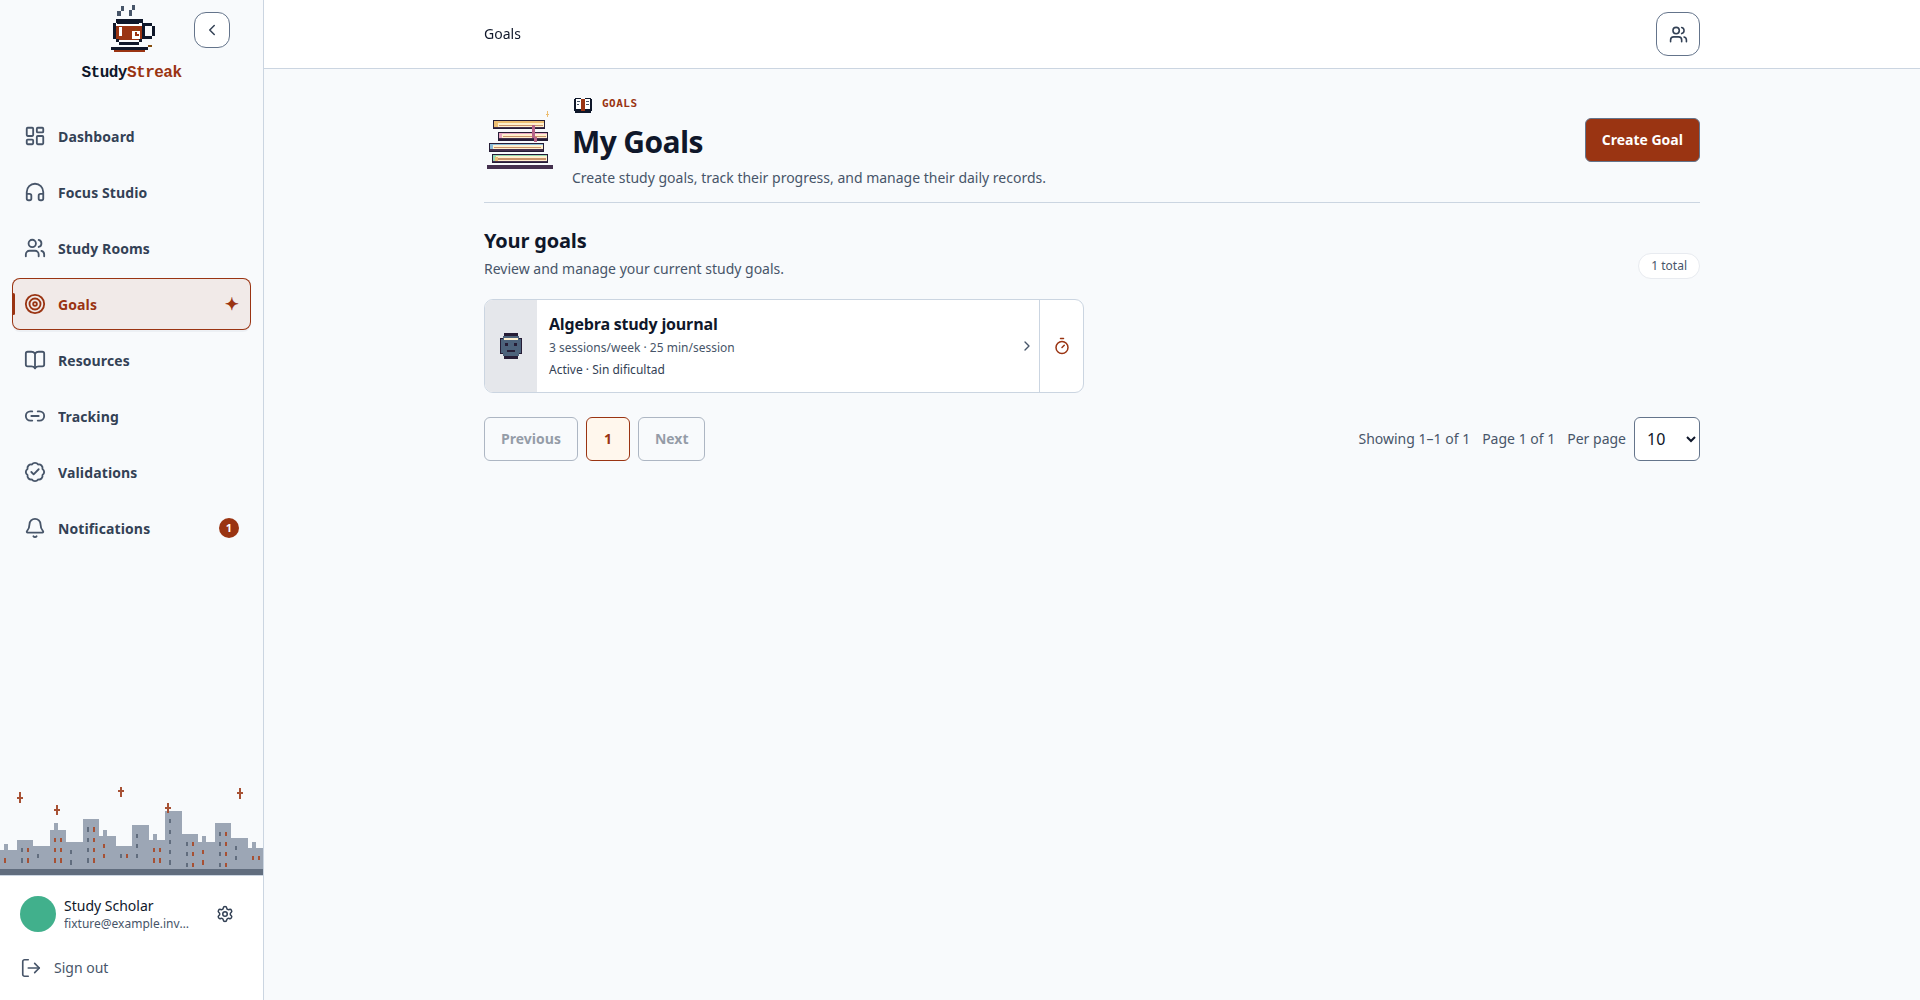 StudyStreak
Dashboard
Focus Studio
Study Rooms
Goals
Resources
Tracking
Validations
Notifications
1
Study Scholar
fixture@example.inv...
Sign out
Goals
GOALS
My Goals
Create study goals, track their progress, and manage their daily records.
Create Goal
Your goals
Review and manage your current study goals.
1 total
Algebra study journal
3 sessions/week · 25 min/session
Active · Sin dificultad
Previous
1
Next
Showing 1–1 of 1
Page 1 of 1
Per page
10